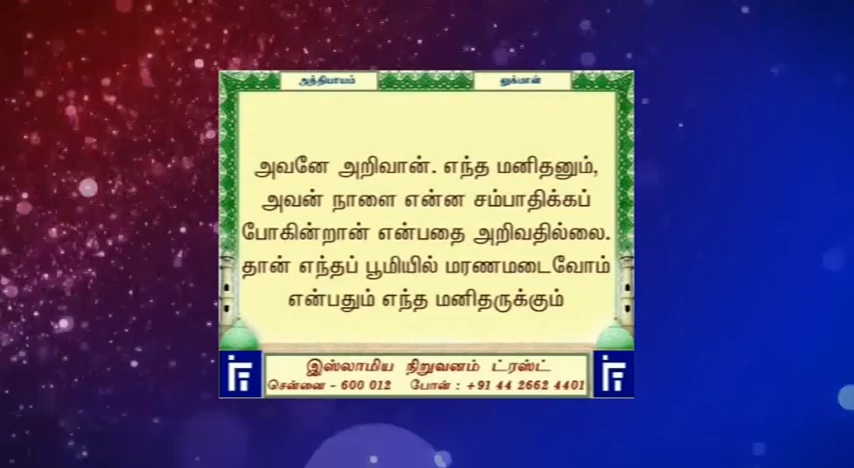 அத்தியாயம் லுக்மான்
அவனே அறிவான். எந்த மனிதனும்,
அவன் நாளை என்ன சம்பாதிக்கப்
போகின்றான் என்பதை அறிவதில்லை.
தான் எந்தப் பூமியில் மரணமடைவோம்
என்பதும் எந்த மனிதருக்கும்
இஸ்லாமிய நிறுவனம் ட்ரஸ்ட்
சென்னை - 600 012 போன் : +91 44 2662 4401